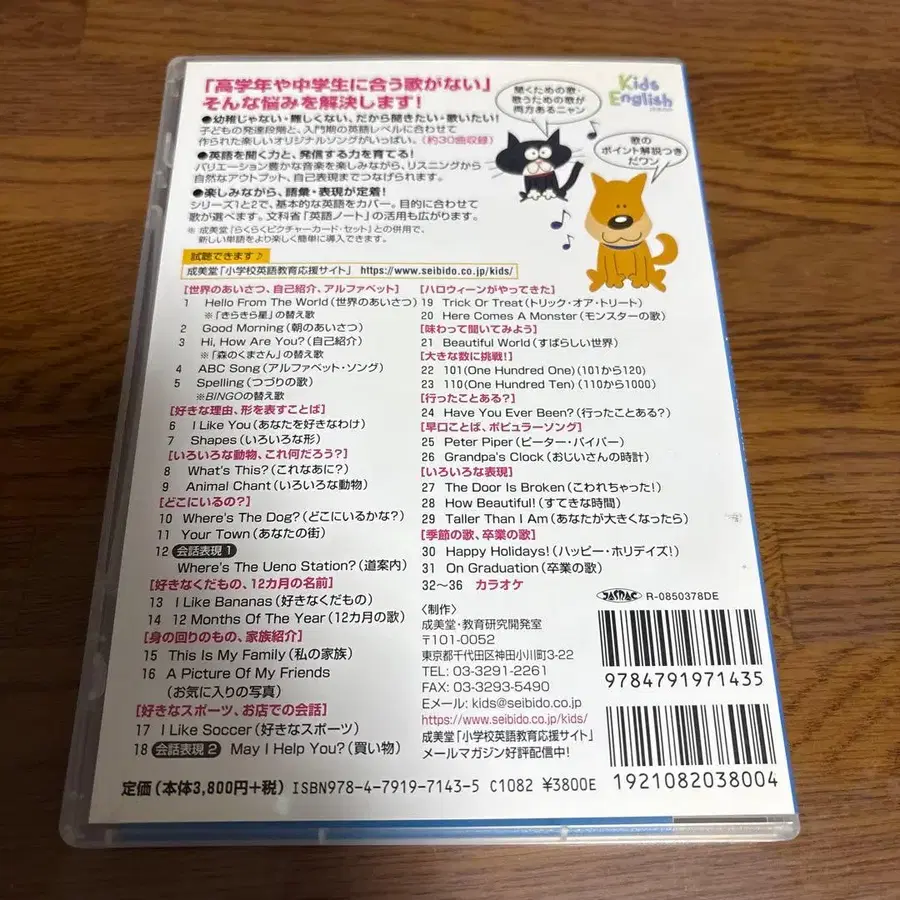 「高学年や中学生に合う歌がない」
そんな悩みを解決します!
●幼稚じゃない・難しくない、だから聞きたい・歌いたい!
子どもの発達段階と、入門期の英語レベルに合わせて
作られた楽しいオリジナルソングがいっぱい。(約30曲収録)
●英語を聞く力と、発信する力を育てる!
バリエーション豊かな音楽を楽しみながら、リスニングから
自然なアウトプット、自己表現までつなげられます。
●楽しみながら、語彙・表現が定着!
シリーズ1と2で、基本的な英語をカバー。目的に合わせて
歌が選べます。文科省「英語ノート」の活用も広がります。
※ 成美堂「らくらくピクチャーカード・セット」との併用で、
新しい単語をより楽しく簡単に導入できます。
聞くための歌・
歌うための歌が
両方あるニャン
Kids
English
歌の
ポイント解説つき
だワン
試聴できます♪
成美堂「小学校英語教育応援サイト」 https://www.seibido.co.jp/kids/
[世界のあいさつ、自己紹介、アルファベット]
1 Hello From The World(世界のあいさつ)
※「きらきら星」の替え歌
2 Good Morning(朝のあいさつ)
3 Hi, How Are You?(自己紹介)
※「森のくまさん」の替え歌
4 ABC Song(アルファベット・ソング)
5 Spelling(つづりの歌)
※BINGOの替え歌
[好きな理由、形を表すことば]
6 I Like You(あなたを好きなわけ)
7 Shapes(いろいろな形)
[いろいろな動物、これ何だろう?]
8 What's This?(これなあに?)
9 Animal Chant(いろいろな動物)
[どこにいるの?]
10 Where's The Dog?(どこにいるかな?)
11 Your Town(あなたの街)
12 会話表現 1
Where's The Ueno Station?(道案内)
[好きなくだもの、12カ月の名前]
13 I Like Bananas(好きなくだもの)
14 12 Months Of The Year(12カ月の歌)
[身の回りのもの、家族紹介]
15 This Is My Family(私の家族)
16 A Picture Of My Friends
(お気に入りの写真)
[好きなスポーツ、お店での会話]
17 I Like Soccer(好きなスポーツ)
18 会話表現 2 May I Help You?(買い物)
[ハロウィーンがやってきた]
19 Trick Or Treat(トリック・オア・トリート)
20 Here Comes A Monster(モンスターの歌)
[味わって聞いてみよう]
21 Beautiful World(すばらしい世界)
[大きな数に挑戦!]
22 101(One Hundred One)(101から120)
23 110(One Hundred Ten)(110から1000)
[行ったことある?]
24 Have You Ever Been?(行ったことある?)
[早口ことば、ポピュラーソング]
25 Peter Piper(ピーター・パイパー)
26 Grandpa's Clock(おじいさんの時計)
[いろいろな表現]
27 The Door Is Broken(こわれちゃった!)
28 How Beautiful!(すてきな時間)
29 Taller Than I Am(あなたが大きくなったら)
[季節の歌、卒業の歌]
30 Happy Holidays!(ハッピー・ホリデイズ!)
31 On Graduation(卒業の歌)
32〜36 カラオケ
〈制作〉
成美堂・教育研究開発室
〒101-0052
東京都千代田区神田小川町3-22
TEL: 03-3291-2261
FAX: 03-3293-5490
Eメール: kids@seibido.co.jp
https://www.seibido.co.jp/kids/
成美堂「小学校英語教育応援サイト」
メールマガジン好評配信中!
JASRAC R-0850378DE
9784791971435
1921082038004
定価(本体3,800円+税) ISBN978-4-7919-7143-5 C1082 ¥3800E